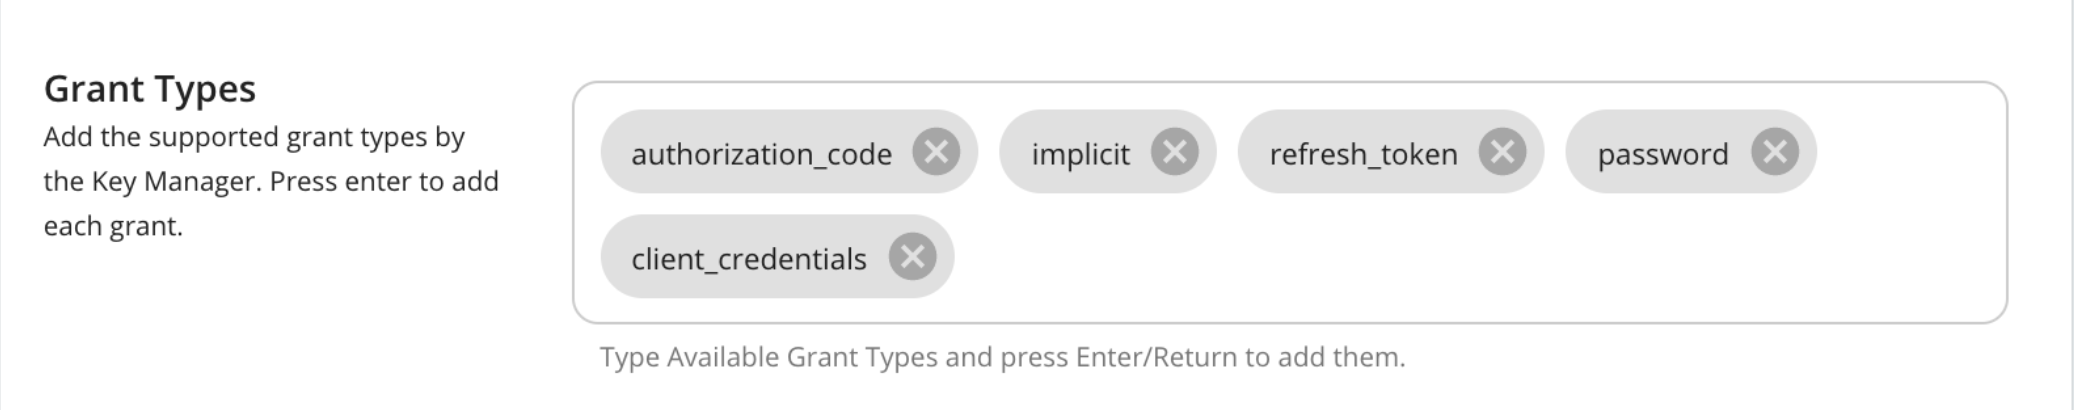 Grant Types
Add the supported grant types by
the Key Manager. Press enter to add
each grant.
authorization_code implicit refresh_token password
client_credentials
Type Available Grant Types and press Enter/Return to add them.